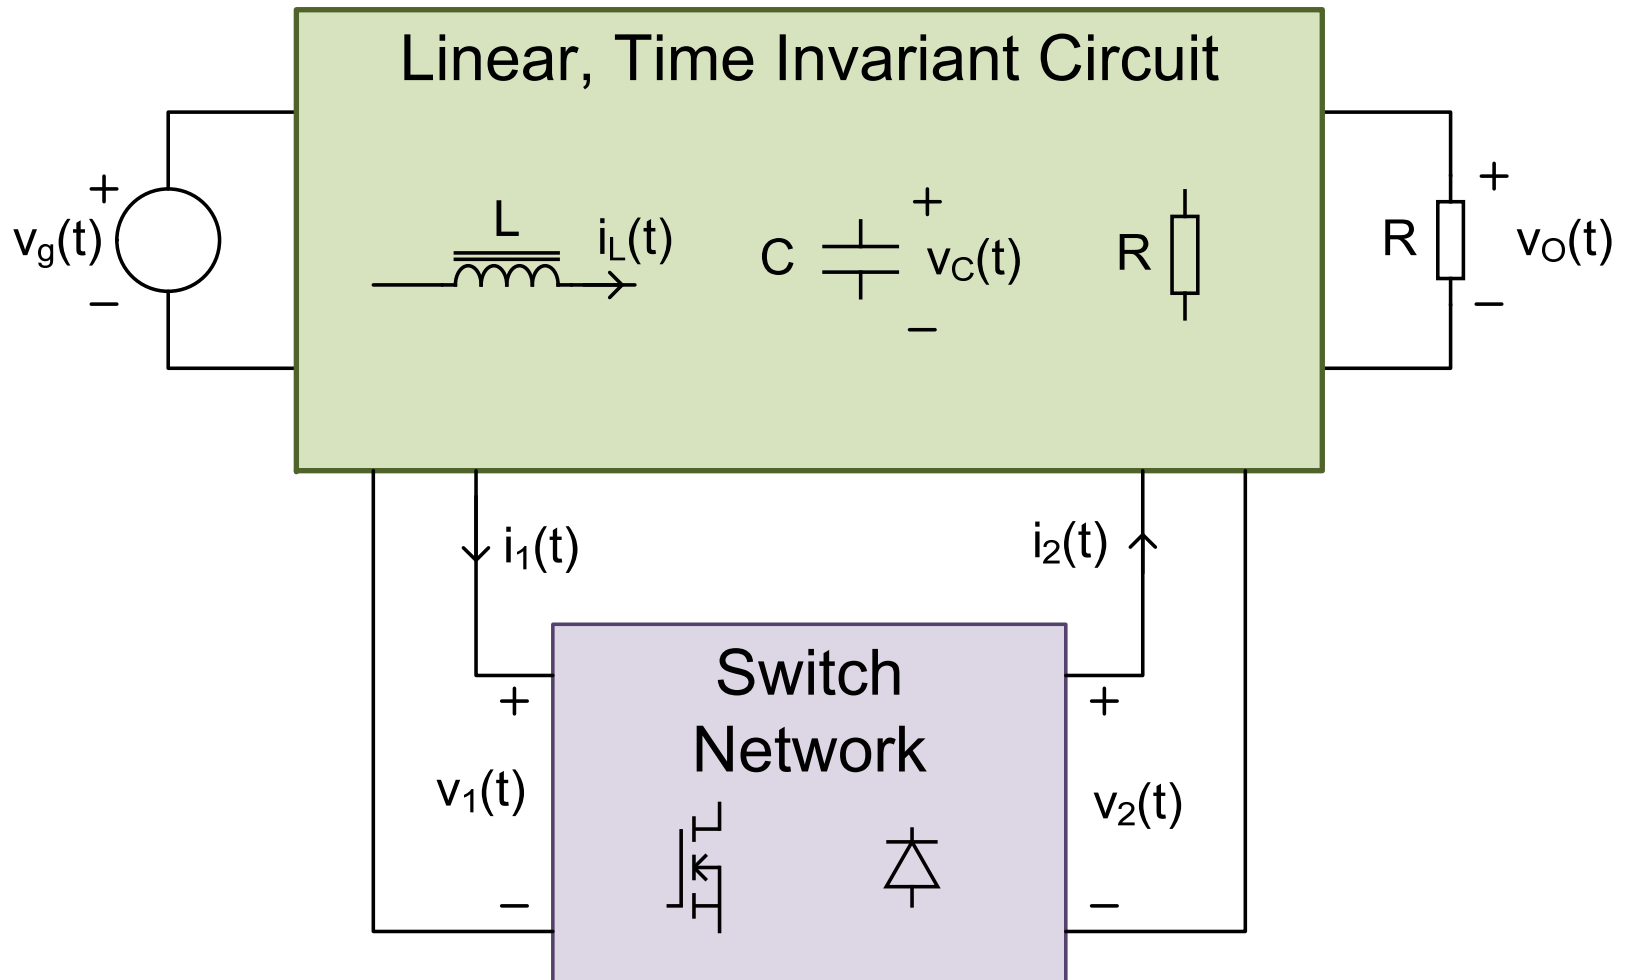 Linear, Time Invariant Circuit
+
L
iL(t)
+
+
vg(t)
C
vC(t)
R
R
vO(t)
−
−
−
i1(t)
i2(t)
Switch
Network
+
+
v1(t)
v2(t)
−
−